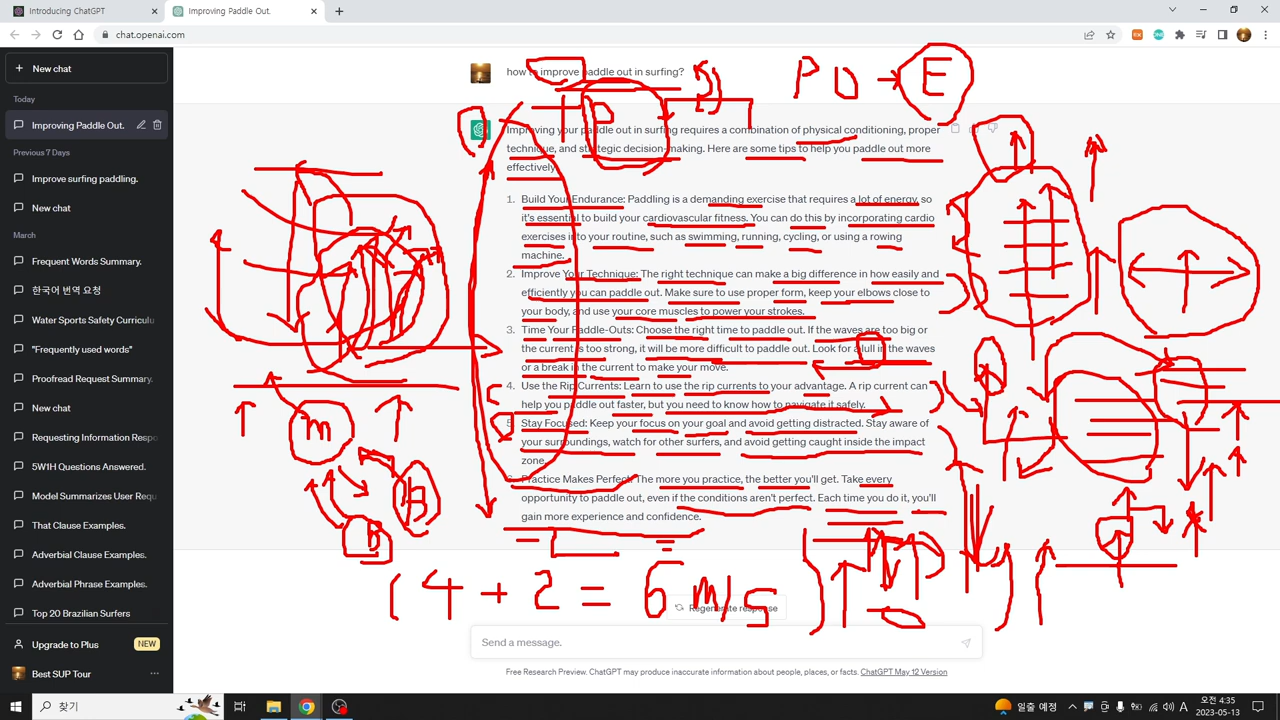 Introducing ChatGPT
Improving Paddle Out.
chat.openai.com
New chat
Today
Improving Paddle Out.
Previous 7 Days
Improve surfing paddling.
New chat
March
Frequent Words Summary.
한국어 번역 요청
Water Sports Safety Curriculu
"Frequently used words"
Proofread Request Summary.
New chat
Requesting Information Respo
5W1H Questions Answered.
Model Summarizes User Requ
That Clause Examples.
Adverbial Clause Examples.
Adverbial Phrase Examples.
Top 20 Brazilian Surfers
Upgrade to Plus NEW
Best SUP Tour
how to improve paddle out in surfing?
P O → E
Improving your paddle out in surfing requires a combination of physical conditioning, proper
technique, and strategic decision-making. Here are some tips to help you paddle out more
effectively
1. Build Your Endurance: Paddling is a demanding exercise that requires a lot of energy, so
it's essential to build your cardiovascular fitness. You can do this by incorporating cardio
exercises into your routine, such as swimming, running, cycling, or using a rowing
machine.
2. Improve Your Technique: The right technique can make a big difference in how easily and
efficiently you can paddle out. Make sure to use proper form, keep your elbows close to
your body, and use your core muscles to power your strokes.
3. Time Your Paddle-Outs: Choose the right time to paddle out. If the waves are too big or
the current is too strong, it will be more difficult to paddle out. Look for a lull in the waves
or a break in the current to make your move.
4. Use the Rip Currents: Learn to use the rip currents to your advantage. A rip current can
help you paddle out faster, but you need to know how to navigate it safely.
5. Stay Focused: Keep your focus on your goal and avoid getting distracted. Stay aware of
your surroundings, watch for other surfers, and avoid getting caught inside the impact
zone.
Practice Makes Perfect: The more you practice, the better you'll get. Take every
opportunity to paddle out, even if the conditions aren't perfect. Each time you do it, you'll
gain more experience and confidence.
m
B
4 + 2 = 6 m/s
Regenerate response
Send a message.
Free Research Preview. ChatGPT may produce inaccurate information about people, places, or facts. ChatGPT May 12 Version
찾기
일출 예정
A
오전 4:35
2023-05-13